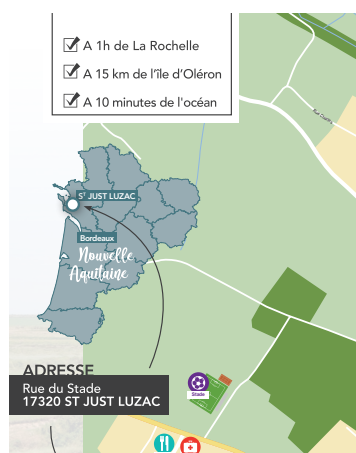 A 1h de La Rochelle
A 15 km de l'île d'Oléron
A 10 minutes de l'océan
ST JUST LUZAC
Bordeaux
Nouvelle
Aquitaine
Stade
ADRESSE
Rue du Stade
17320 ST JUST LUZAC